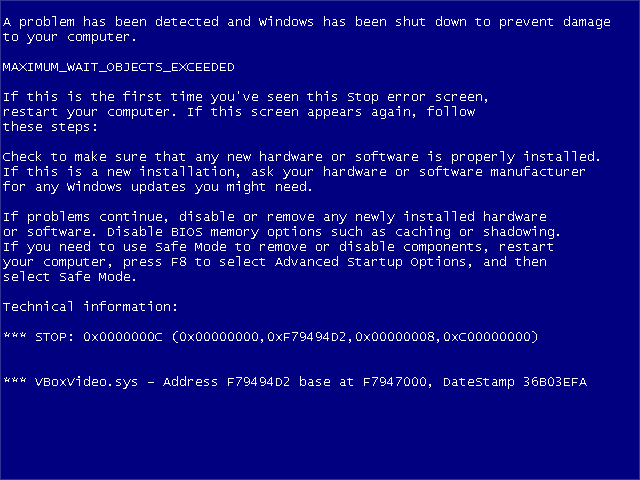 A problem has been detected and Windows has been shut down to prevent damage
to your computer.
MAXIMUM_WAIT_OBJECTS_EXCEEDED
If this is the first time you've seen this Stop error screen,
restart your computer. If this screen appears again, follow
these steps:
Check to make sure that any new hardware or software is properly installed.
If this is a new installation, ask your hardware or software manufacturer
for any Windows updates you might need.
If problems continue, disable or remove any newly installed hardware
or software. Disable BIOS memory options such as caching or shadowing.
If you need to use Safe Mode to remove or disable components, restart
your computer, press F8 to select Advanced Startup Options, and then
select Safe Mode.
Technical information:
*** STOP: 0x0000000C (0x00000000,0xF79494D2,0x00000008,0xC00000000)
*** VBoxVideo.sys – Address F79494D2 base at F7947000, DateStamp 36B03EFA